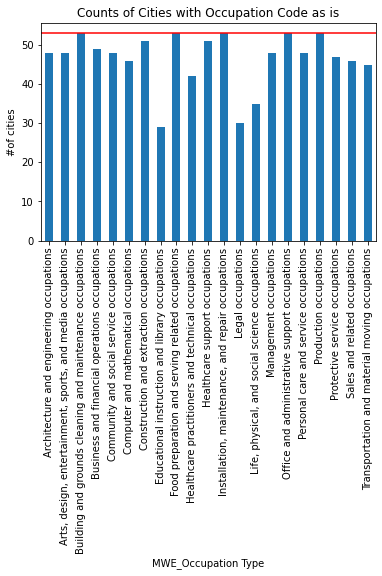 Counts of Cities with Occupation Code as is
50
40
30
20
10
0
#of cities
Architecture and engineering occupations
Arts, design, entertainment, sports, and media occupations
Building and grounds cleaning and maintenance occupations
Business and financial operations occupations
Community and social service occupations
Computer and mathematical occupations
Construction and extraction occupations
Educational instruction and library occupations
Food preparation and serving related occupations
Healthcare practitioners and technical occupations
Healthcare support occupations
Installation, maintenance, and repair occupations
Legal occupations
Life, physical, and social science occupations
Management occupations
Office and administrative support occupations
Personal care and service occupations
Production occupations
Protective service occupations
Sales and related occupations
Transportation and material moving occupations
MWE_Occupation Type